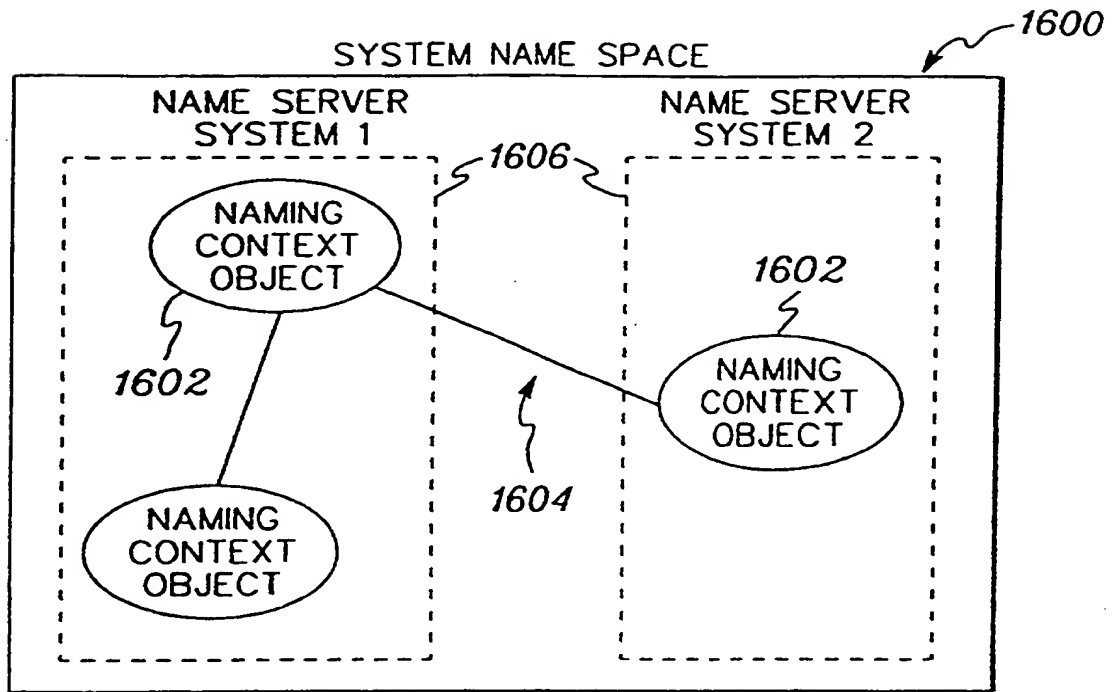 1600
SYSTEM NAME SPACE
NAME SERVER
SYSTEM 1
NAME SERVER
SYSTEM 2
1606
NAMING
CONTEXT
OBJECT
1602
1602
NAMING
CONTEXT
OBJECT
1604
NAMING
CONTEXT
OBJECT